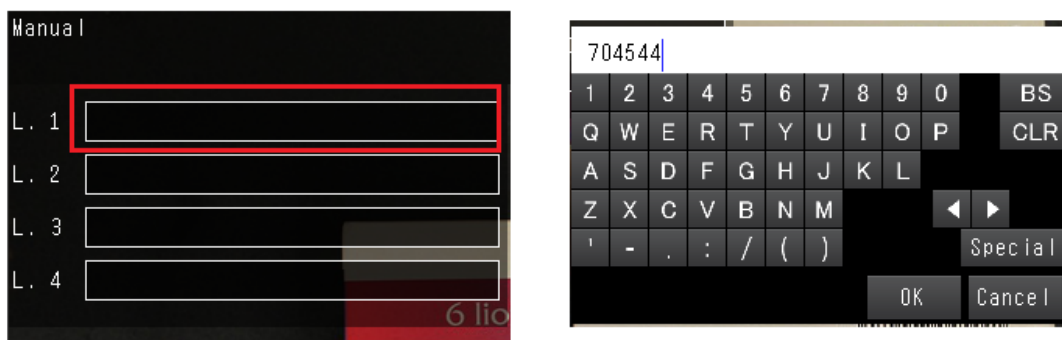 Manual
L. 1
L. 2
L. 3
L. 4
6 lio
704544
1 2 3 4 5 6 7 8 9 0 BS
Q W E R T Y U I O P CLR
A S D F G H J K L
Z X C V B N M ◀ ▶
' - . : / ( ) Special
OK Cancel